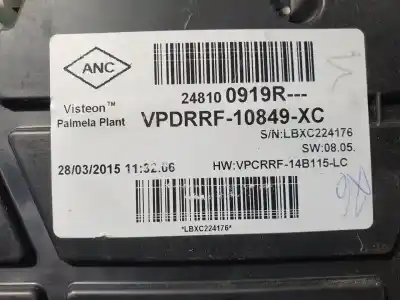 ANC
Visteon™
Palmela Plant
24810 0919R---
VPDRRF-10849-XC
S/N:LBXC224176
SW:08.05.
28/03/2015 11:32:06
HW:VPCRRF-14B115-LC
*LBXC224176*